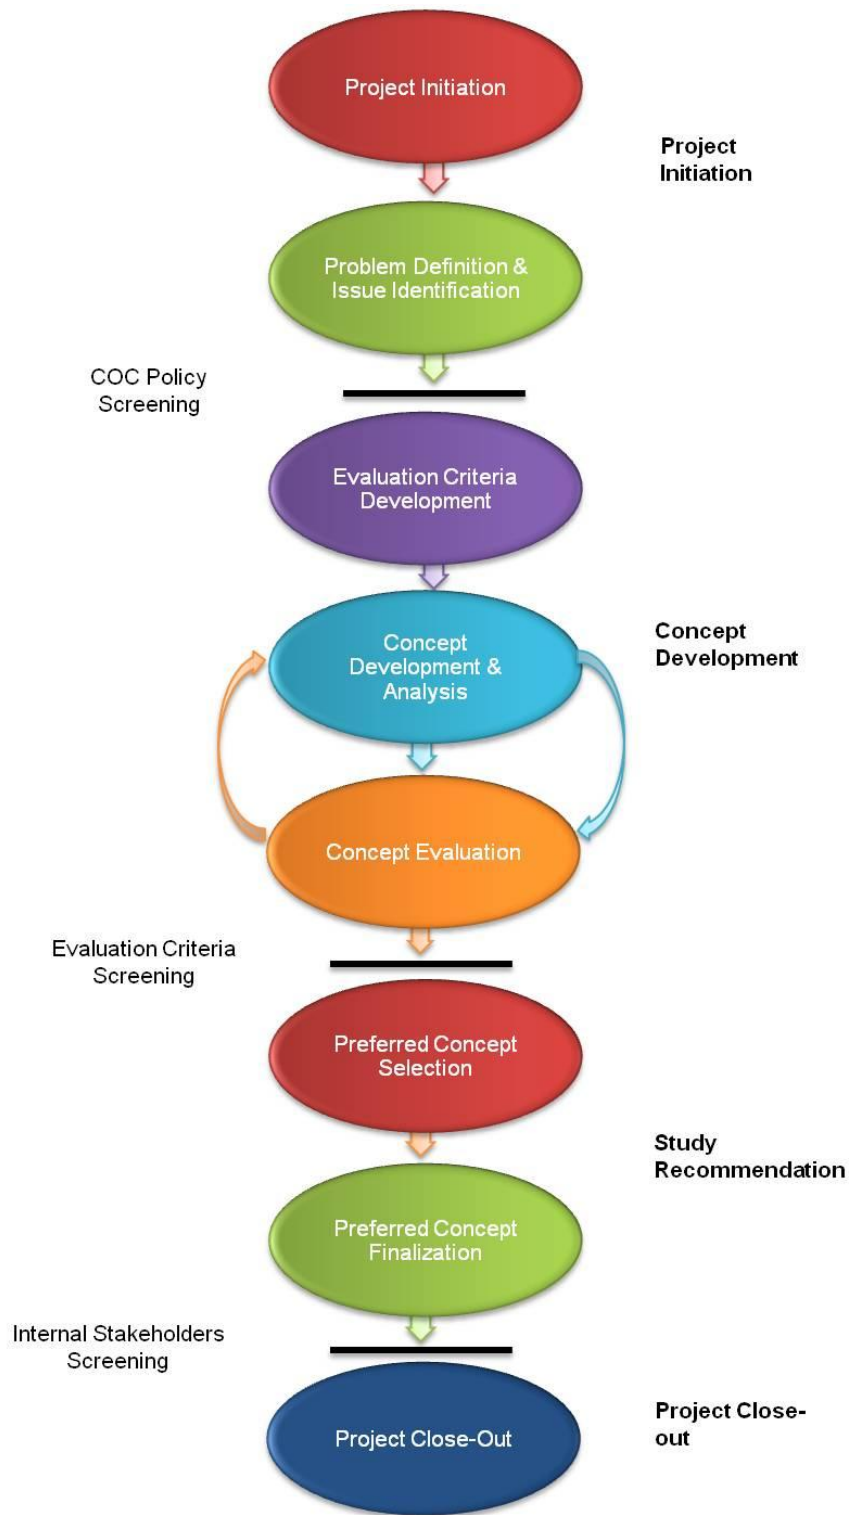 Project Initiation
Project
Initiation
Problem Definition &
Issue Identification
COC Policy
Screening
Evaluation Criteria
Development
Concept
Development &
Analysis
Concept
Development
Concept Evaluation
Evaluation Criteria
Screening
Preferred Concept
Selection
Study
Recommendation
Preferred Concept
Finalization
Internal Stakeholders
Screening
Project Close-Out
Project Close-
out